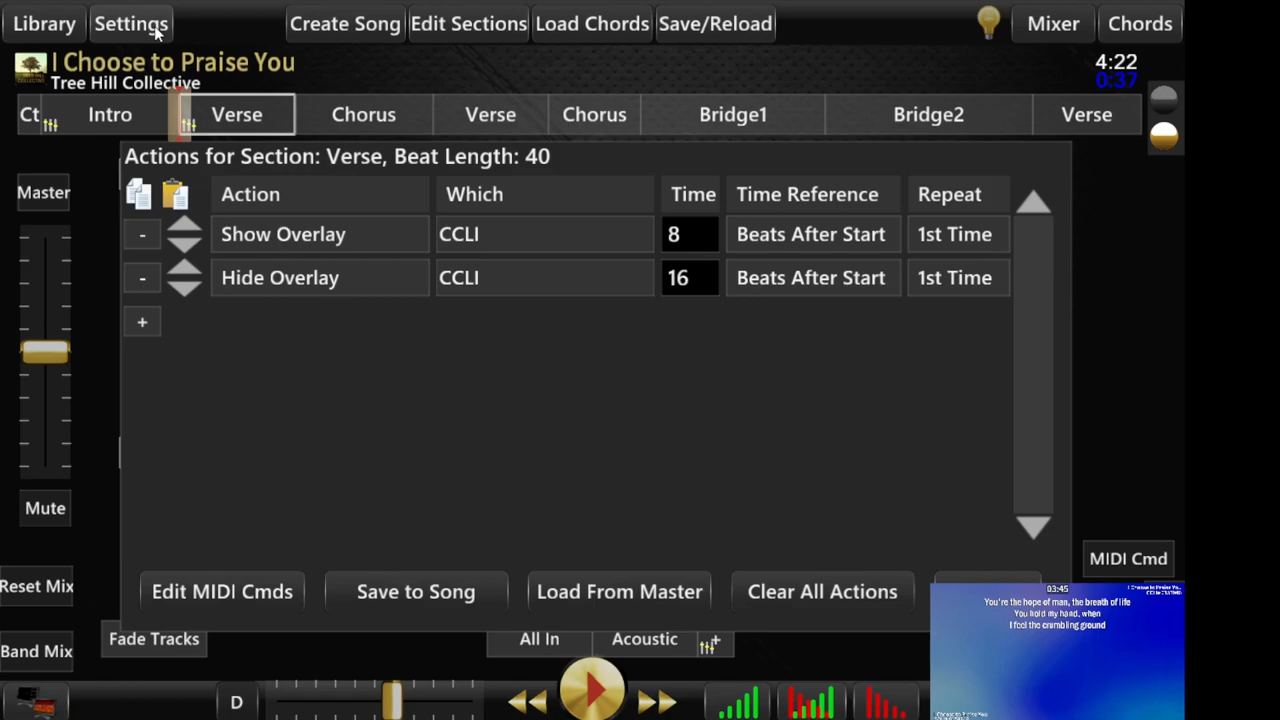 Library Settings Create Song Edit Sections Load Chords Save/Reload Mixer Chords
I Choose to Praise You
Tree Hill Collective
4:22
0:37
Ct Intro Verse Chorus Verse Chorus Bridge1 Bridge2 Verse
Actions for Section: Verse, Beat Length: 40
Master
Action Which Time Time Reference Repeat
- Show Overlay CCLI 8 Beats After Start 1st Time
- Hide Overlay CCLI 16 Beats After Start 1st Time
+
Mute
MIDI Cmd
Reset Mix
Edit MIDI Cmds Save to Song Load From Master Clear All Actions
03:45
I Choose to Praise Yo...
You're the hope of man, the breath of life
You hold my hand, when
I feel the crumbling ground
Fade Tracks All In Acoustic
Band Mix
D